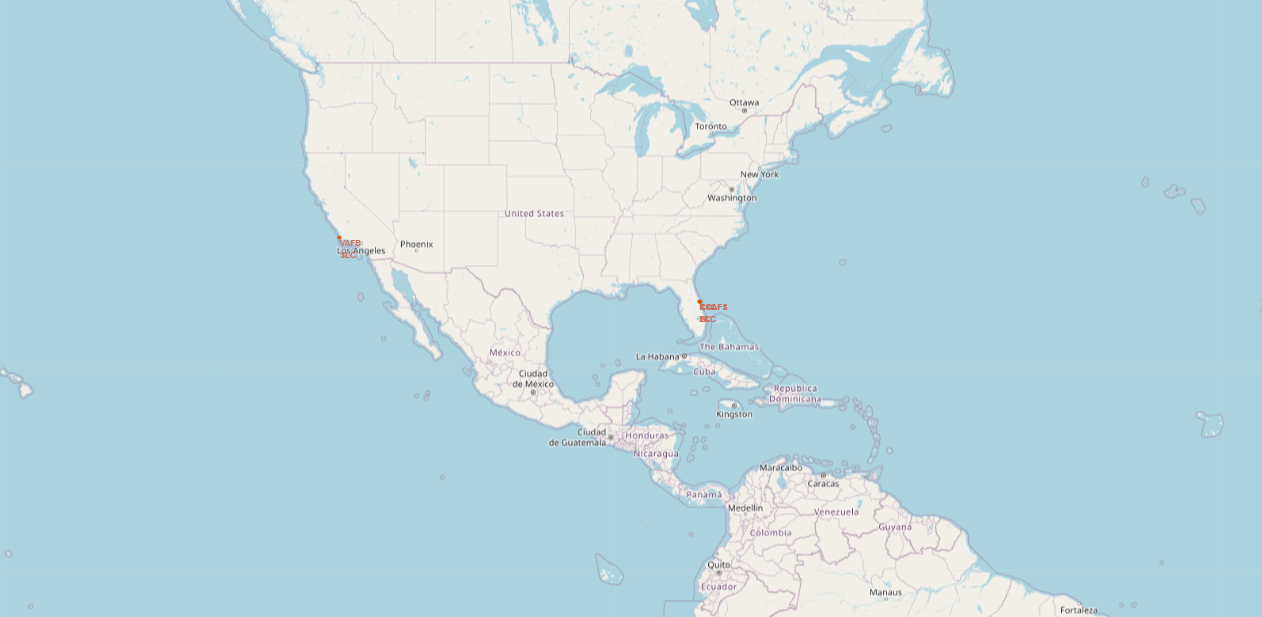 Ottawa
Toronto
New York
Washington
United States
VAFB
SLC
Los Angeles
Phoenix
The Bahamas
La Habana
México
Cuba
Ciudad
de México
República
Dominicana
Kingston
Ciudad
de Guatemala
Honduras
Nicaragua
Maracaibo
Caracas
Panamá
Medellín
Venezuela
Guyana
Colombia
Quito
Ecuador
Manaus
Fortaleza